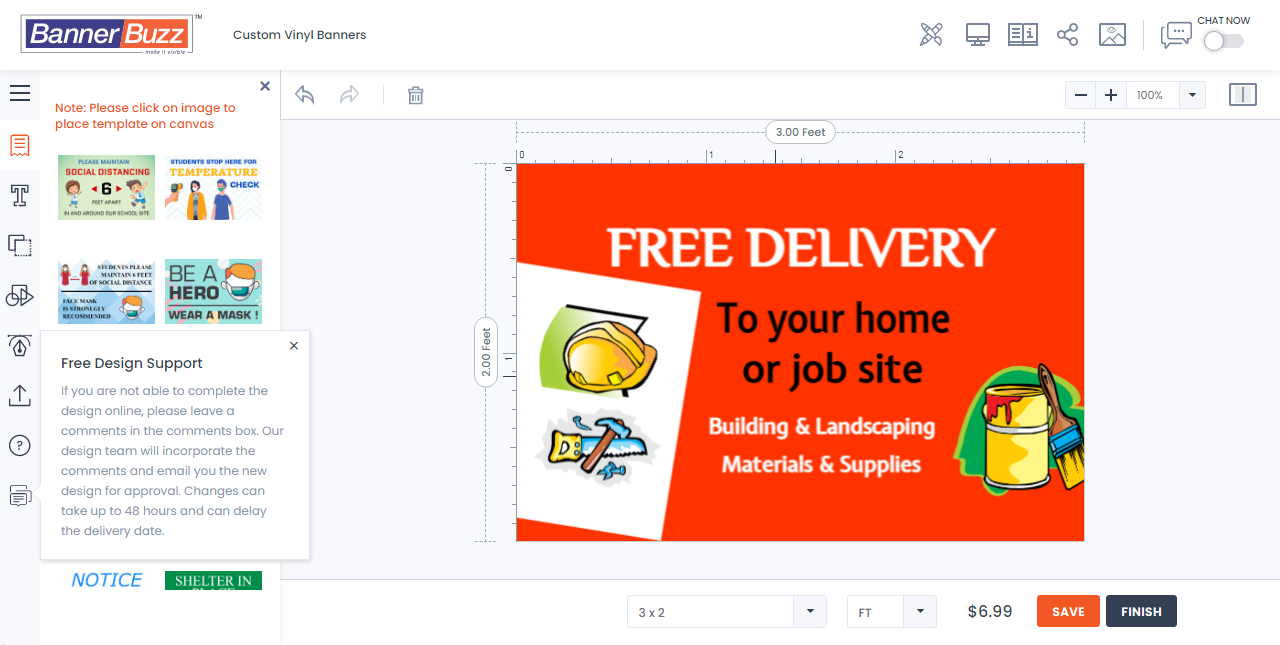 BannerBuzz™
make it visible
Custom Vinyl Banners
CHAT NOW
Note: Please click on image to
place template on canvas
PLEASE MAINTAIN
SOCIAL DISTANCING
6
FEET APART
IN AND AROUND OUR SCHOOL SITE
STUDENTS STOP HERE FOR
TEMPERATURE
CHECK
STUDENTS PLEASE
MAINTAIN 6 FEET
OF SOCIAL DISTANCE
FACE MASK
IS STRONLGLY
RECOMMENDED
BE A
HERO
WEAR A MASK !
Free Design Support
If you are not able to complete the
design online, please leave a
comments in the comments box. Our
design team will incorporate the
comments and email you the new
design for approval. Changes can
take up to 48 hours and can delay
the delivery date.
NOTICE
SHELTER IN
PLACE
100%
3.00 Feet
0
1
2
0
1
2.00 Feet
FREE DELIVERY
To your home
or job site
Building & Landscaping
Materials & Supplies
3 x 2
FT
$6.99
SAVE
FINISH